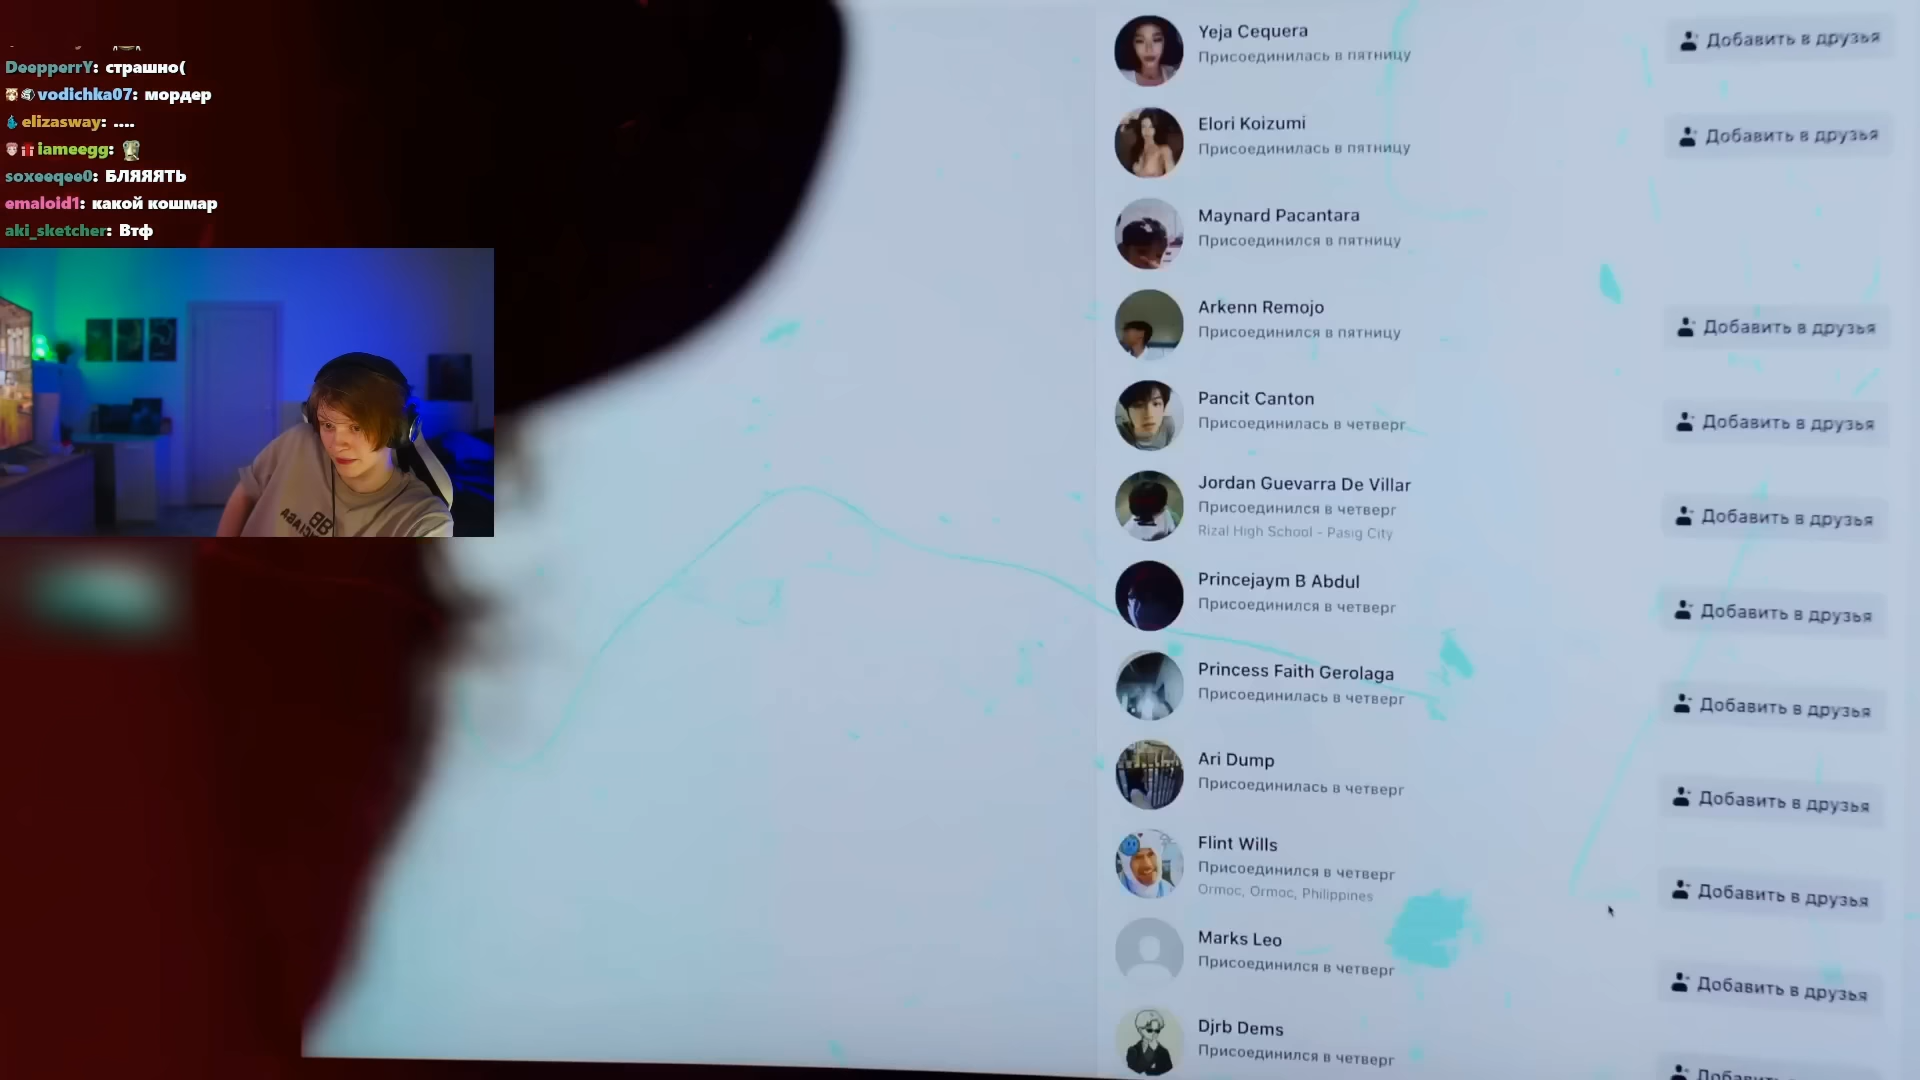 DeepperrY: страшно(
vodichka07: мордер
elizasway: ....
iameegg:
soxeeqee0: БЛЯЯЯТЬ
emaloid1: какой кошмар
aki_sketcher: Втф
Yeja Cequera
Присоединилась в пятницу
Добавить в друзья
Elori Koizumi
Присоединилась в пятницу
Добавить в друзья
Maynard Pacantara
Присоединился в пятницу
Arkenn Remojo
Присоединился в пятницу
Добавить в друзья
Pancit Canton
Присоединилась в четверг
Добавить в друзья
Jordan Guevarra De Villar
Присоединился в четверг
Rizal High School - Pasig City
Добавить в друзья
Princejaym B Abdul
Присоединился в четверг
Добавить в друзья
Princess Faith Gerolaga
Присоединилась в четверг
Добавить в друзья
Ari Dump
Присоединилась в четверг
Добавить в друзья
Flint Wills
Присоединился в четверг
Ormoc, Ormoc, Philippines
Добавить в друзья
Marks Leo
Присоединился в четверг
Добавить в друзья
Djrb Dems
Присоединился в четверг